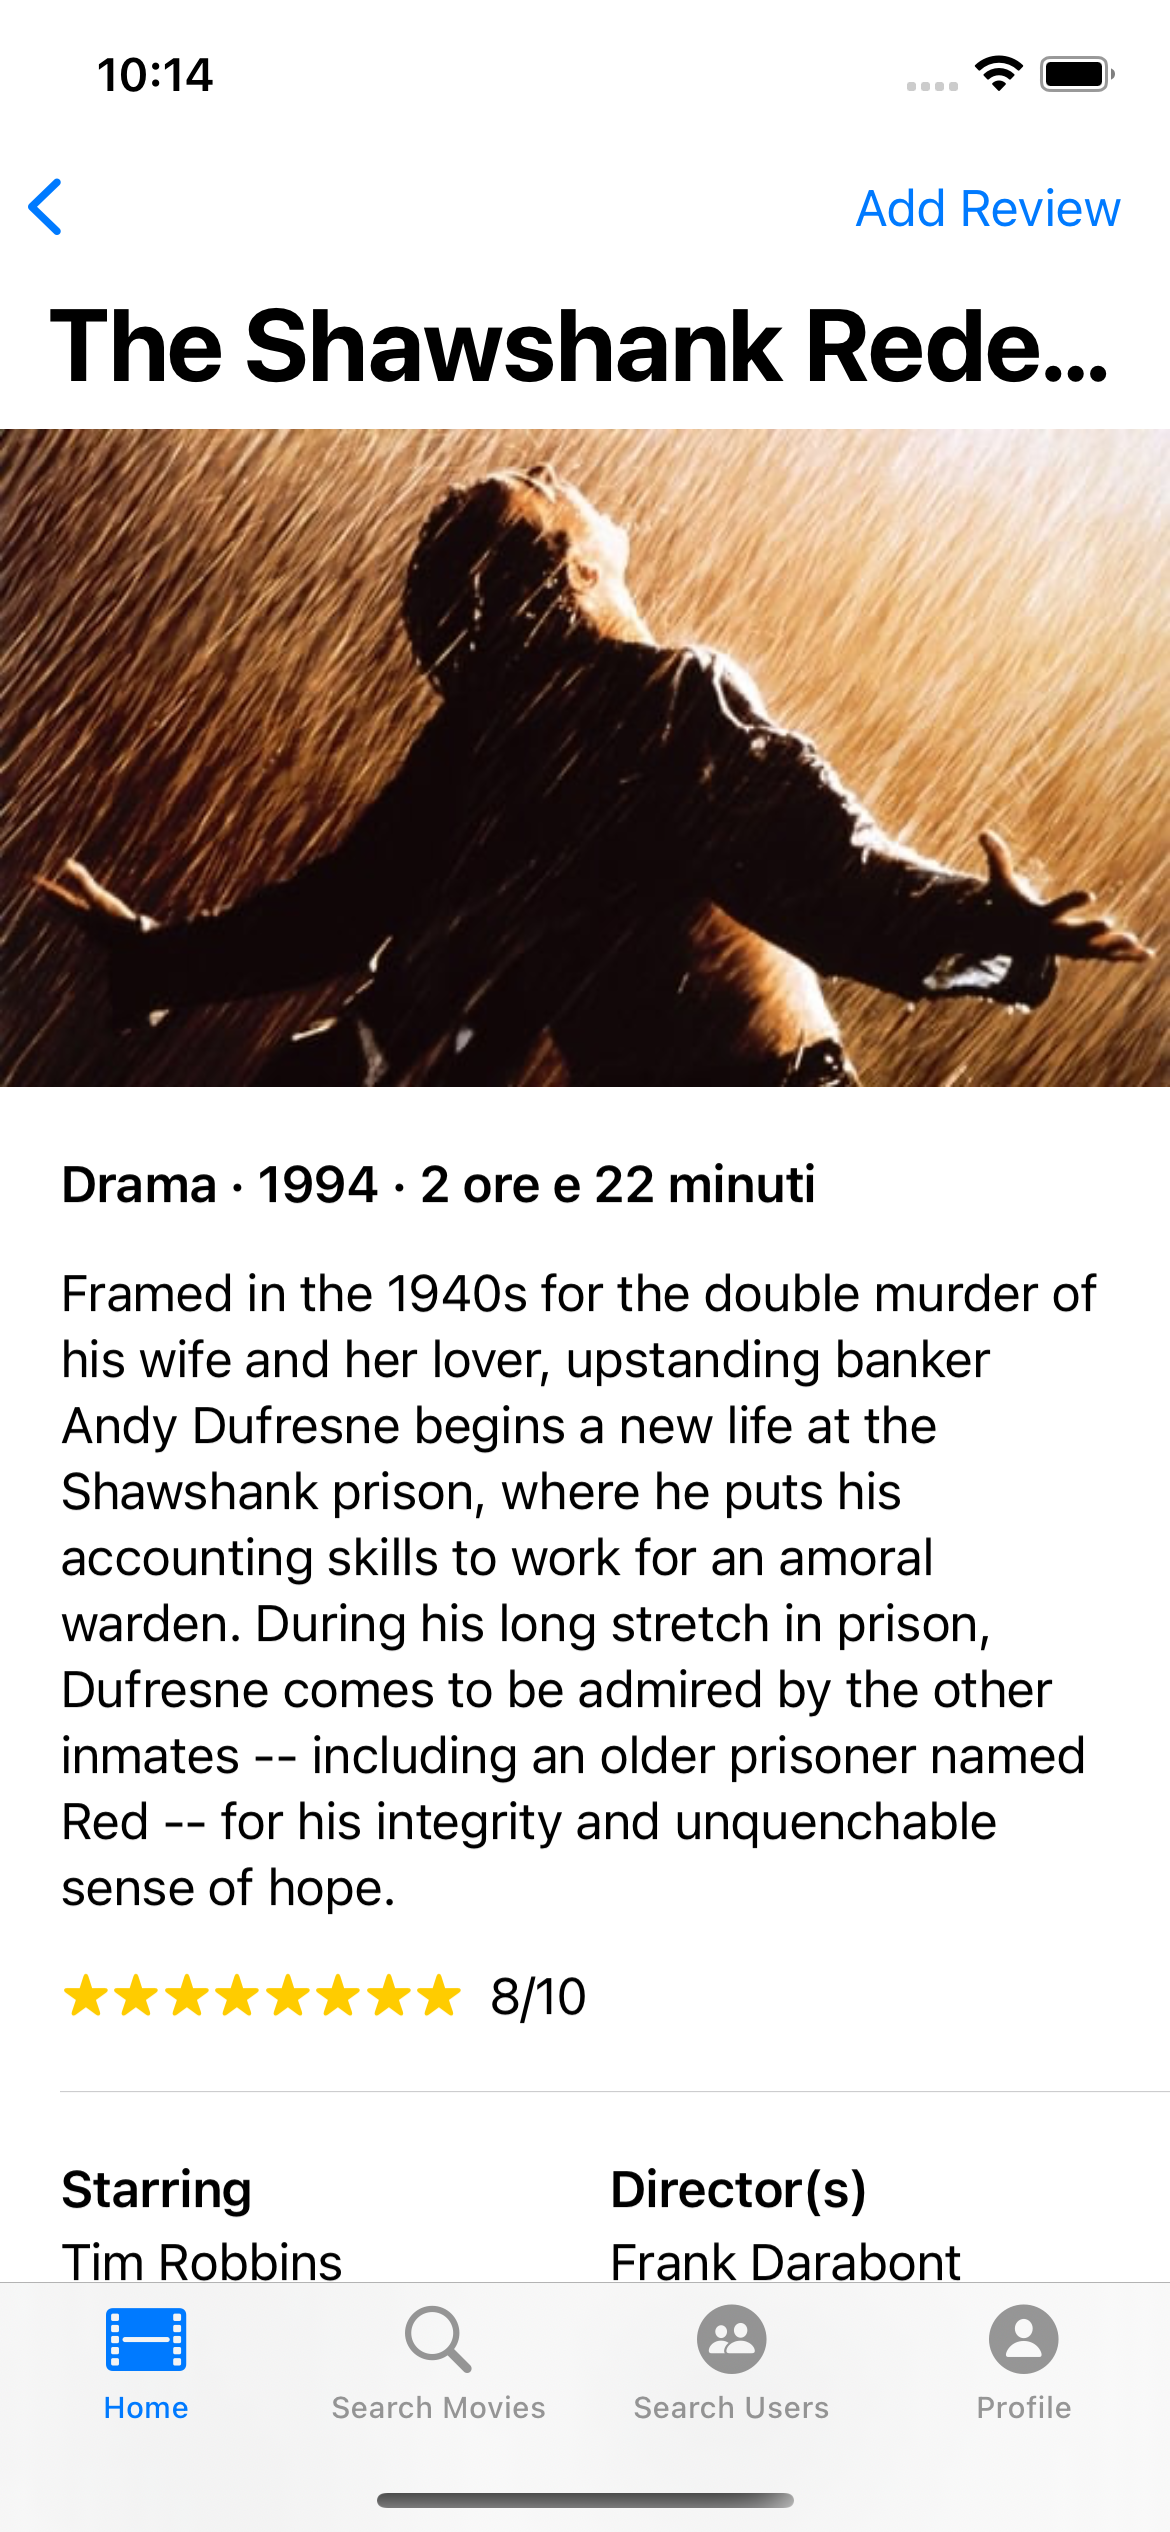 10:14
Add Review
The Shawshank Rede...
Drama · 1994 · 2 ore e 22 minuti
Framed in the 1940s for the double murder of
his wife and her lover, upstanding banker
Andy Dufresne begins a new life at the
Shawshank prison, where he puts his
accounting skills to work for an amoral
warden. During his long stretch in prison,
Dufresne comes to be admired by the other
inmates -- including an older prisoner named
Red -- for his integrity and unquenchable
sense of hope.
8/10
Starring
Director(s)
Tim Robbins
Frank Darabont
Home
Search Movies
Search Users
Profile